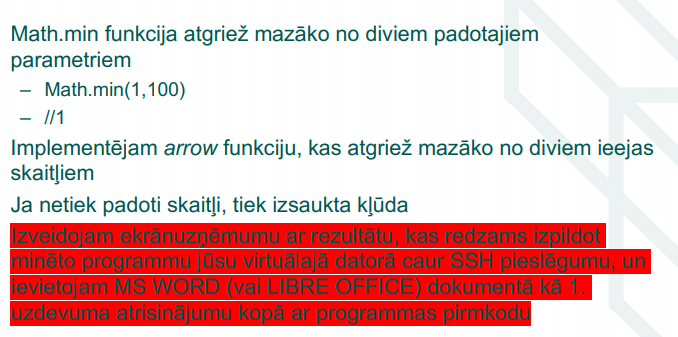 Math.min funkcija atgriež mazāko no diviem padotajiem
parametriem
– Math.min(1,100)
– //1
Implementējam arrow funkciju, kas atgriež mazāko no diviem ieejas
skaitļiem
Ja netiek padoti skaitļi, tiek izsaukta kļūda
Izveidojam ekrānuzņēmumu ar rezultātu, kas redzams izpildot
minēto programmu jūsu virtuālajā datorā caur SSH pieslēgumu, un
ievietojam MS WORD (vai LIBRE OFFICE) dokumentā kā 1.
uzdevuma atrisinājumu kopā ar programmas pirmkodu